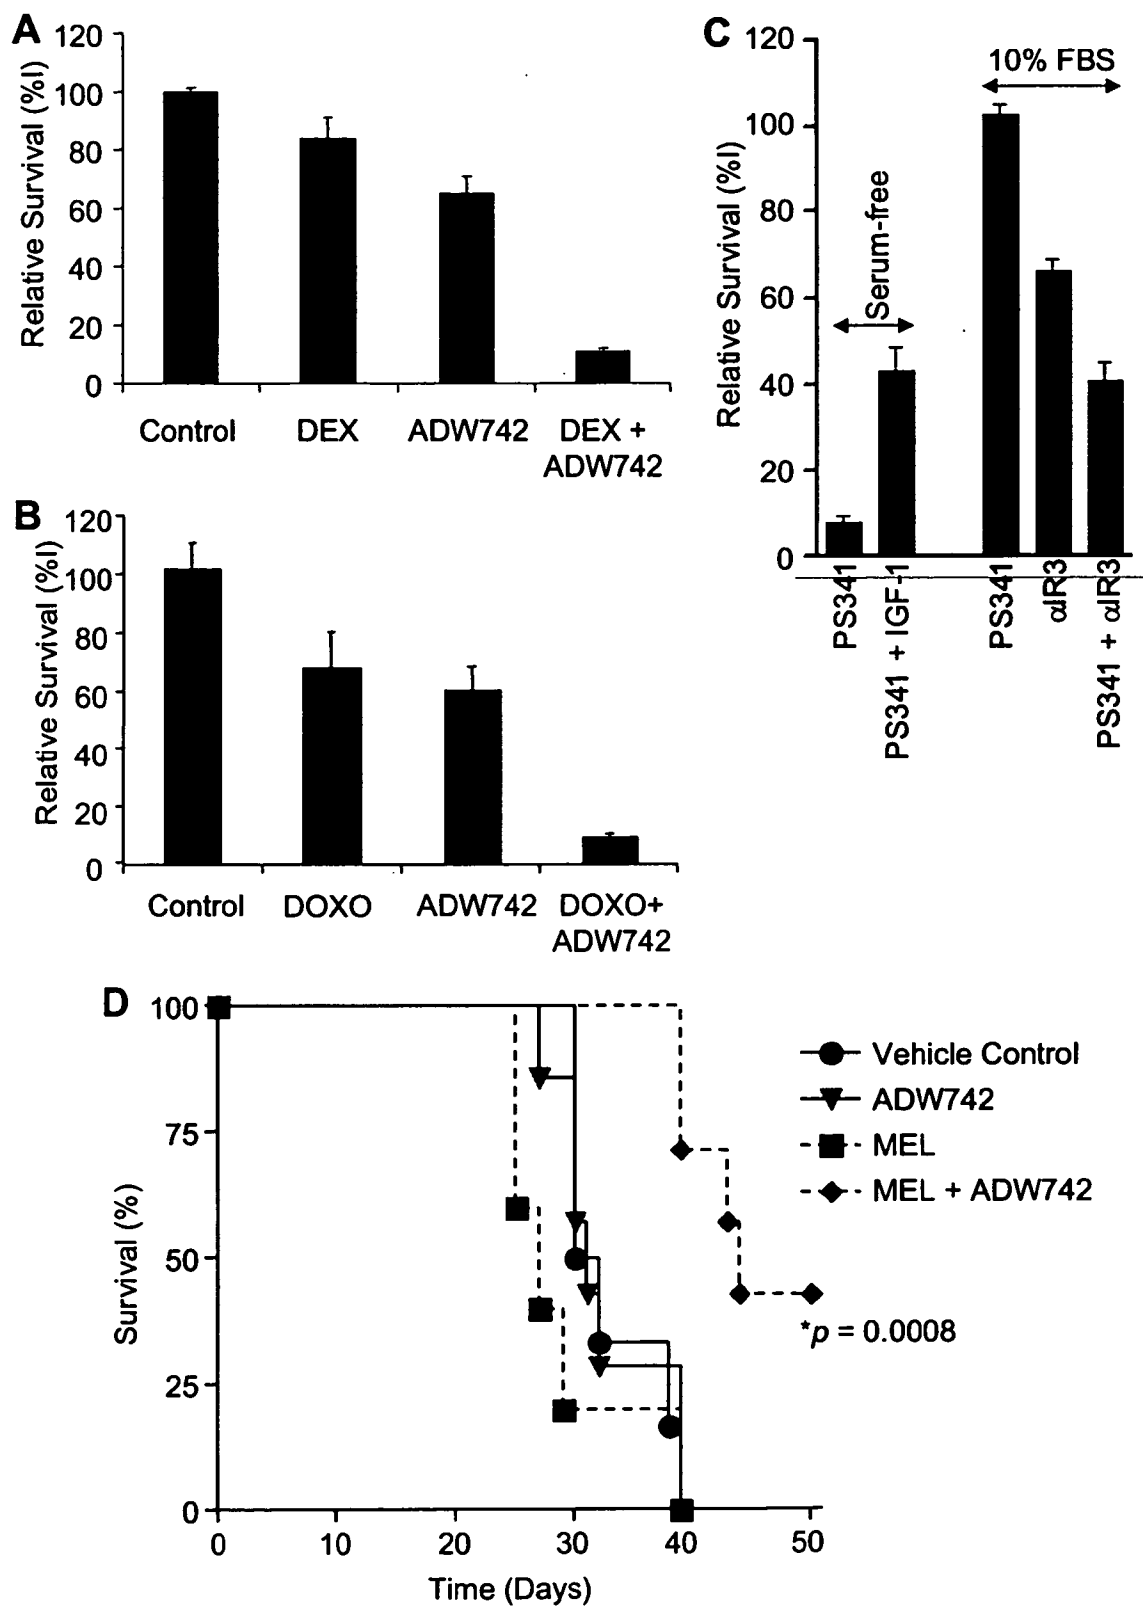 A
Relative Survival (%I)
120
100
80
60
40
20
0
Control
DEX
ADW742
DEX +
ADW742
B
Relative Survival (%I)
120
100
80
60
40
20
0
Control
DOXO
ADW742
DOXO+
ADW742
C
Relative Survival (%I)
120
100
80
60
40
20
0
Serum-free
10% FBS
PS341
PS341 + IGF-1
PS341
αIR3
PS341 + αIR3
D
Survival (%)
100
75
50
25
0
0
10
20
30
40
50
Time (Days)
Vehicle Control
ADW742
MEL
MEL + ADW742
*p = 0.0008